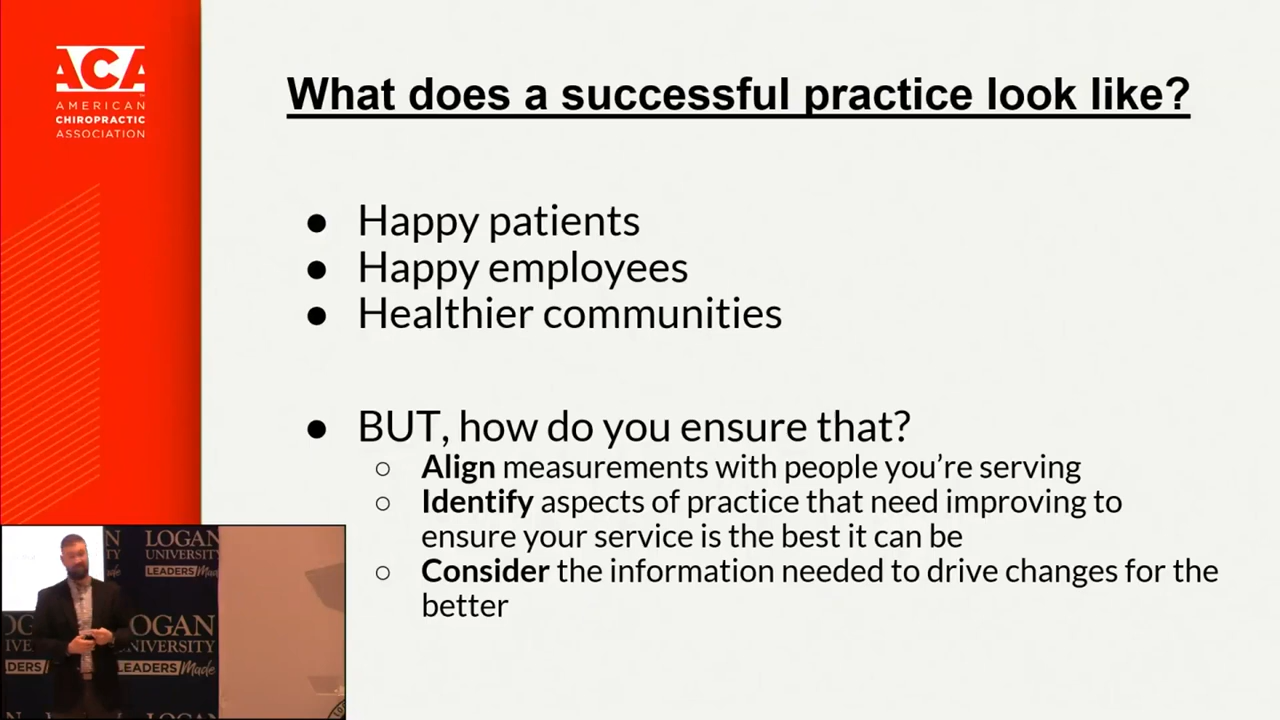 ACA
AMERICAN
CHIROPRACTIC
ASSOCIATION
What does a successful practice look like?
● Happy patients
● Happy employees
● Healthier communities
● BUT, how do you ensure that?
○ Align measurements with people you're serving
○ Identify aspects of practice that need improving to
ensure your service is the best it can be
○ Consider the information needed to drive changes for the
better
LOGAN
UNIVERSITY
LEADERS Made
OGAN
NIVERSITY
LEADERS Made